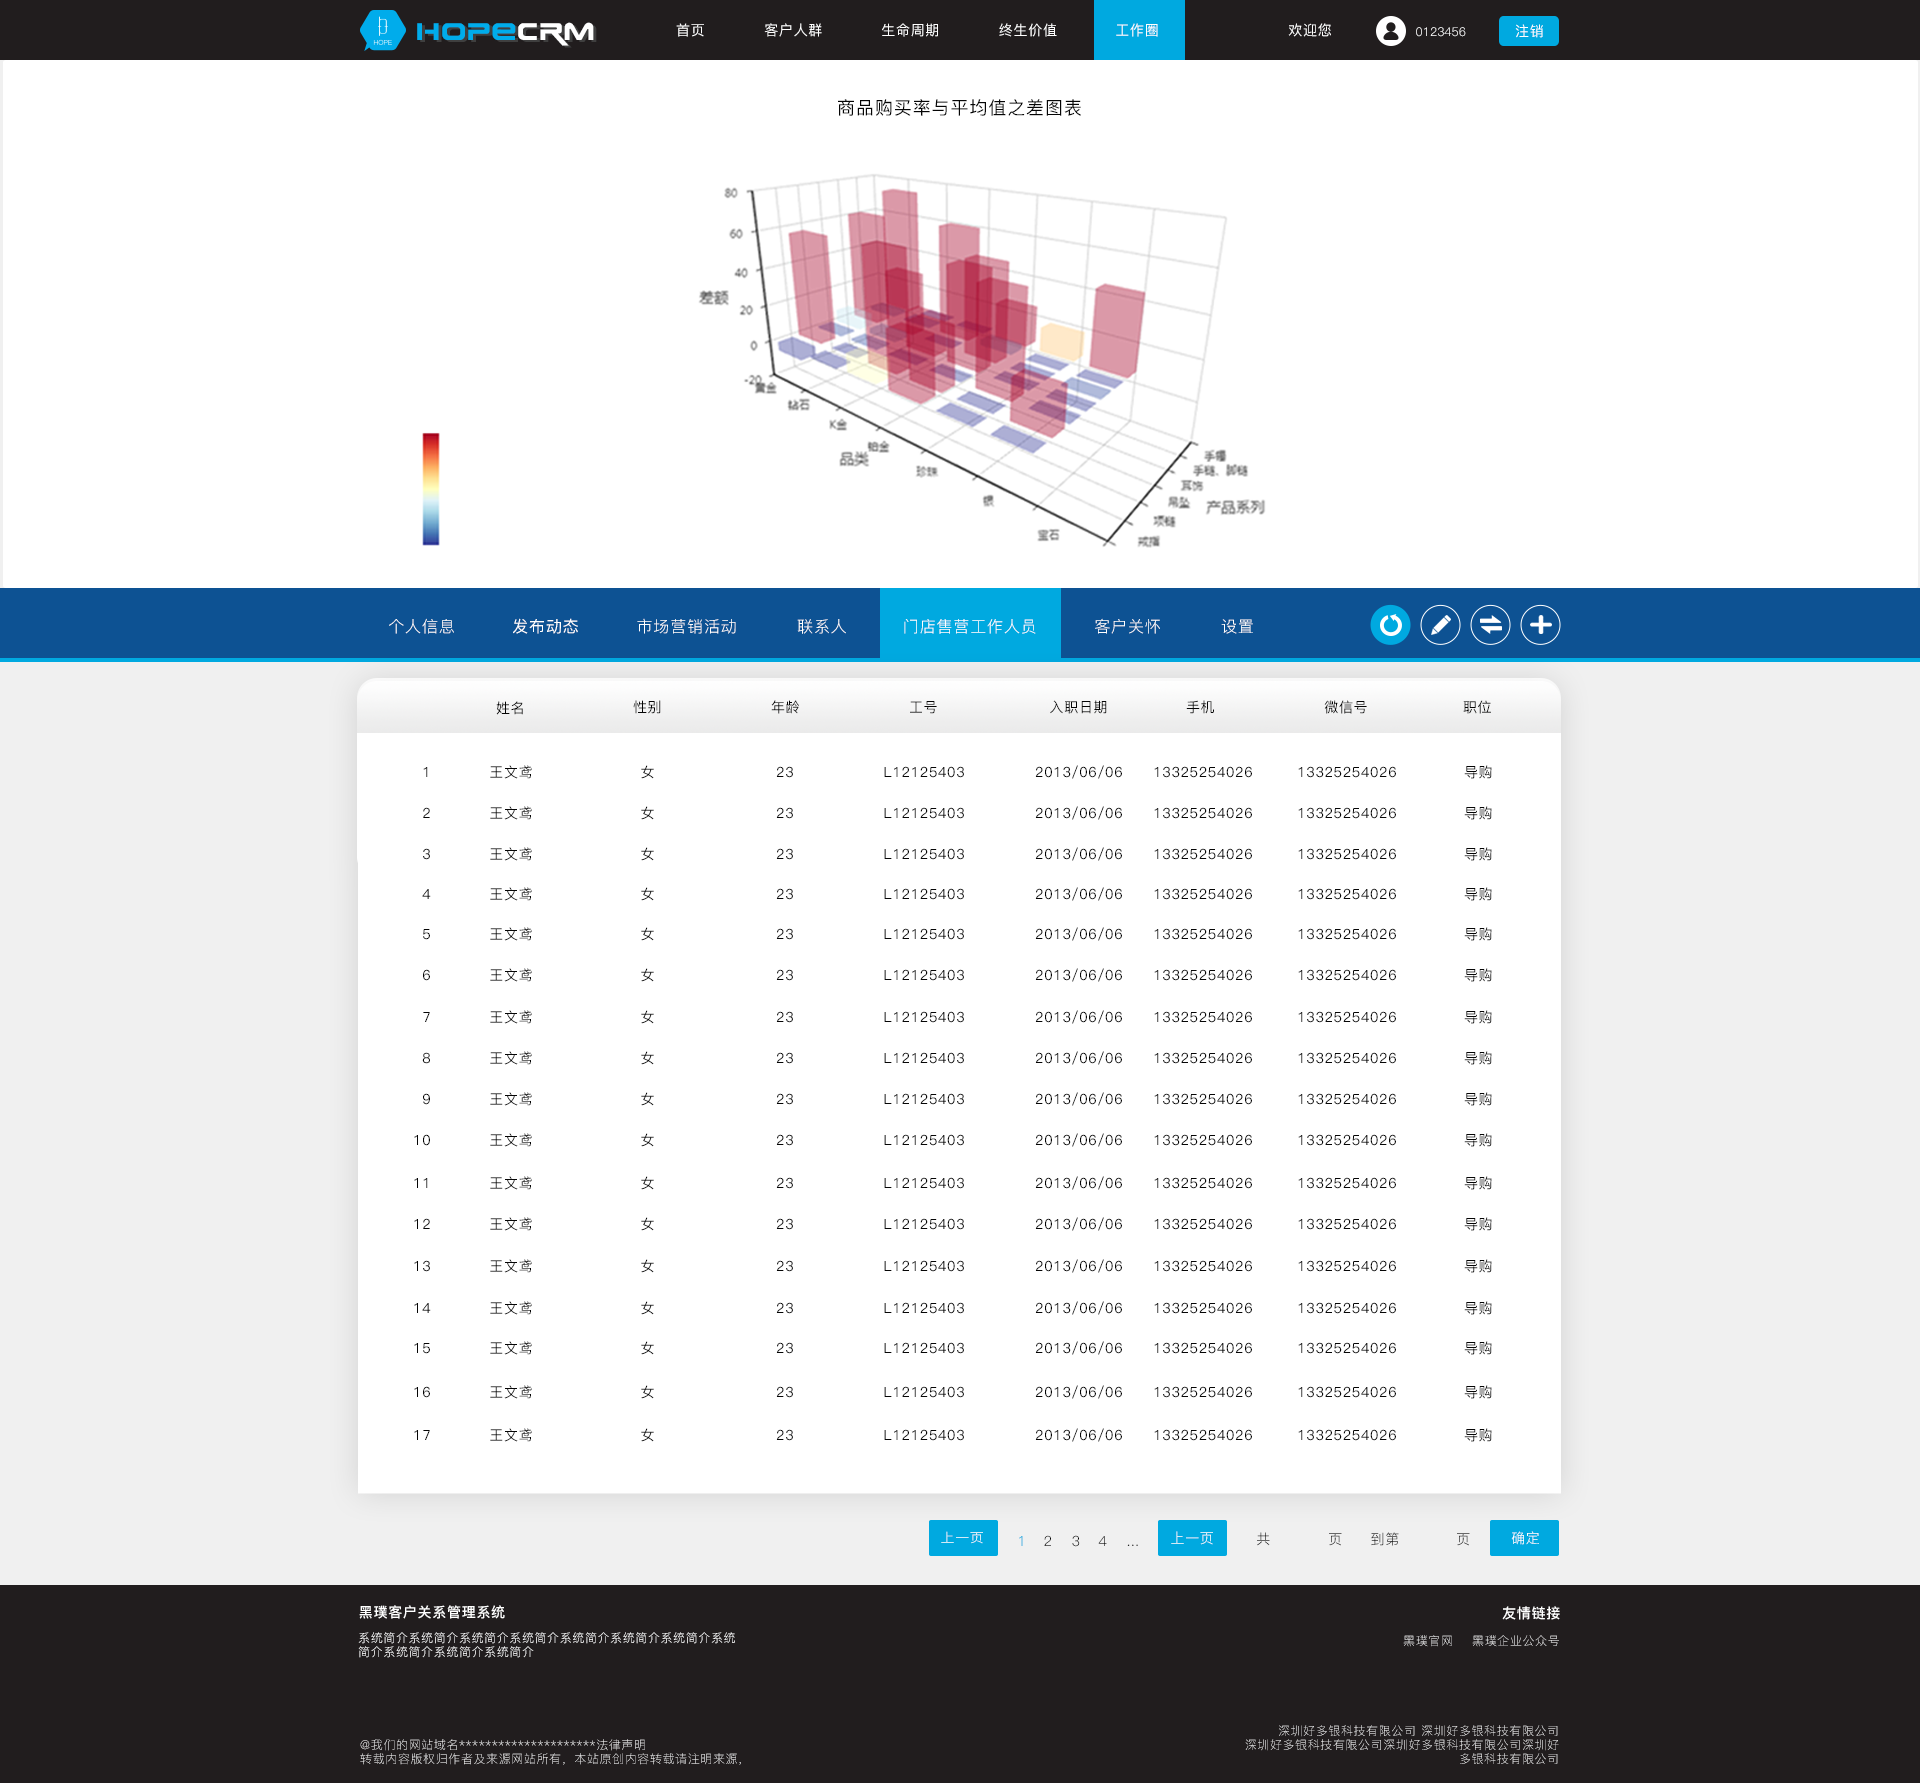 HOPE HOPECRM 首页 客户人群 生命周期 终生价值 工作圈 欢迎您 0123456 注销
商品购买率与平均值之差图表
80
60
40
20
0
-20
差额
黄金
钻石
K金
铂金
品类
珍珠
银
宝石
手镯
手链、脚链
耳饰
吊坠
产品系列
项链
戒指
个人信息 发布动态 市场营销活动 联系人 门店售营工作人员 客户关怀 设置
姓名 性别 年龄 工号 入职日期 手机 微信号 职位
1 王文鸢 女 23 L12125403 2013/06/06 13325254026 13325254026 导购
2 王文鸢 女 23 L12125403 2013/06/06 13325254026 13325254026 导购
3 王文鸢 女 23 L12125403 2013/06/06 13325254026 13325254026 导购
4 王文鸢 女 23 L12125403 2013/06/06 13325254026 13325254026 导购
5 王文鸢 女 23 L12125403 2013/06/06 13325254026 13325254026 导购
6 王文鸢 女 23 L12125403 2013/06/06 13325254026 13325254026 导购
7 王文鸢 女 23 L12125403 2013/06/06 13325254026 13325254026 导购
8 王文鸢 女 23 L12125403 2013/06/06 13325254026 13325254026 导购
9 王文鸢 女 23 L12125403 2013/06/06 13325254026 13325254026 导购
10 王文鸢 女 23 L12125403 2013/06/06 13325254026 13325254026 导购
11 王文鸢 女 23 L12125403 2013/06/06 13325254026 13325254026 导购
12 王文鸢 女 23 L12125403 2013/06/06 13325254026 13325254026 导购
13 王文鸢 女 23 L12125403 2013/06/06 13325254026 13325254026 导购
14 王文鸢 女 23 L12125403 2013/06/06 13325254026 13325254026 导购
15 王文鸢 女 23 L12125403 2013/06/06 13325254026 13325254026 导购
16 王文鸢 女 23 L12125403 2013/06/06 13325254026 13325254026 导购
17 王文鸢 女 23 L12125403 2013/06/06 13325254026 13325254026 导购
上一页 1 2 3 4 ... 上一页 共 页 到第 页 确定
黑璞客户关系管理系统
系统简介系统简介系统简介系统简介系统简介系统简介系统简介系统
简介系统简介系统简介系统简介
友情链接
黑璞官网 黑璞企业公众号
@我们的网站域名*********************法律声明
转载内容版权归作者及来源网站所有，本站原创内容转载请注明来源，
深圳好多银科技有限公司 深圳好多银科技有限公司
深圳好多银科技有限公司深圳好多银科技有限公司深圳好
多银科技有限公司